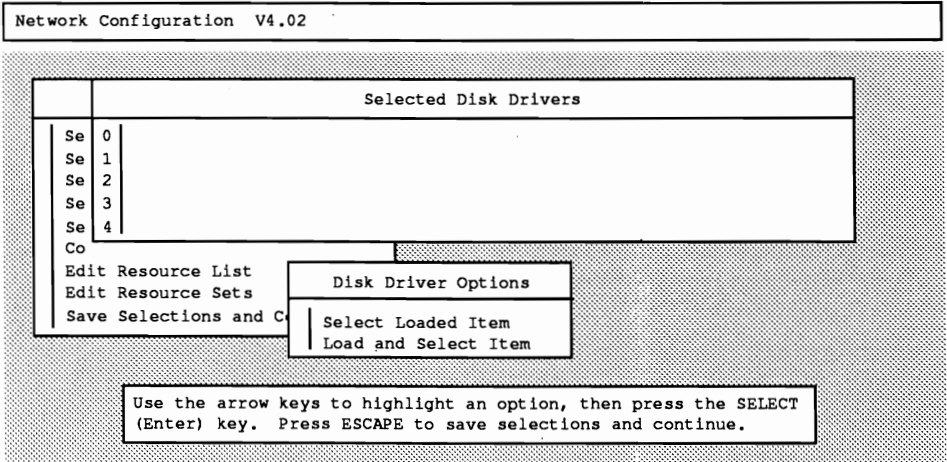 Network Configuration  V4.02
Selected Disk Drivers
Se 0
Se 1
Se 2
Se 3
Se 4
Co
Edit Resource List
Edit Resource Sets
Save Selections and C
Disk Driver Options
Select Loaded Item
Load and Select Item
Use the arrow keys to highlight an option, then press the SELECT
(Enter) key.  Press ESCAPE to save selections and continue.